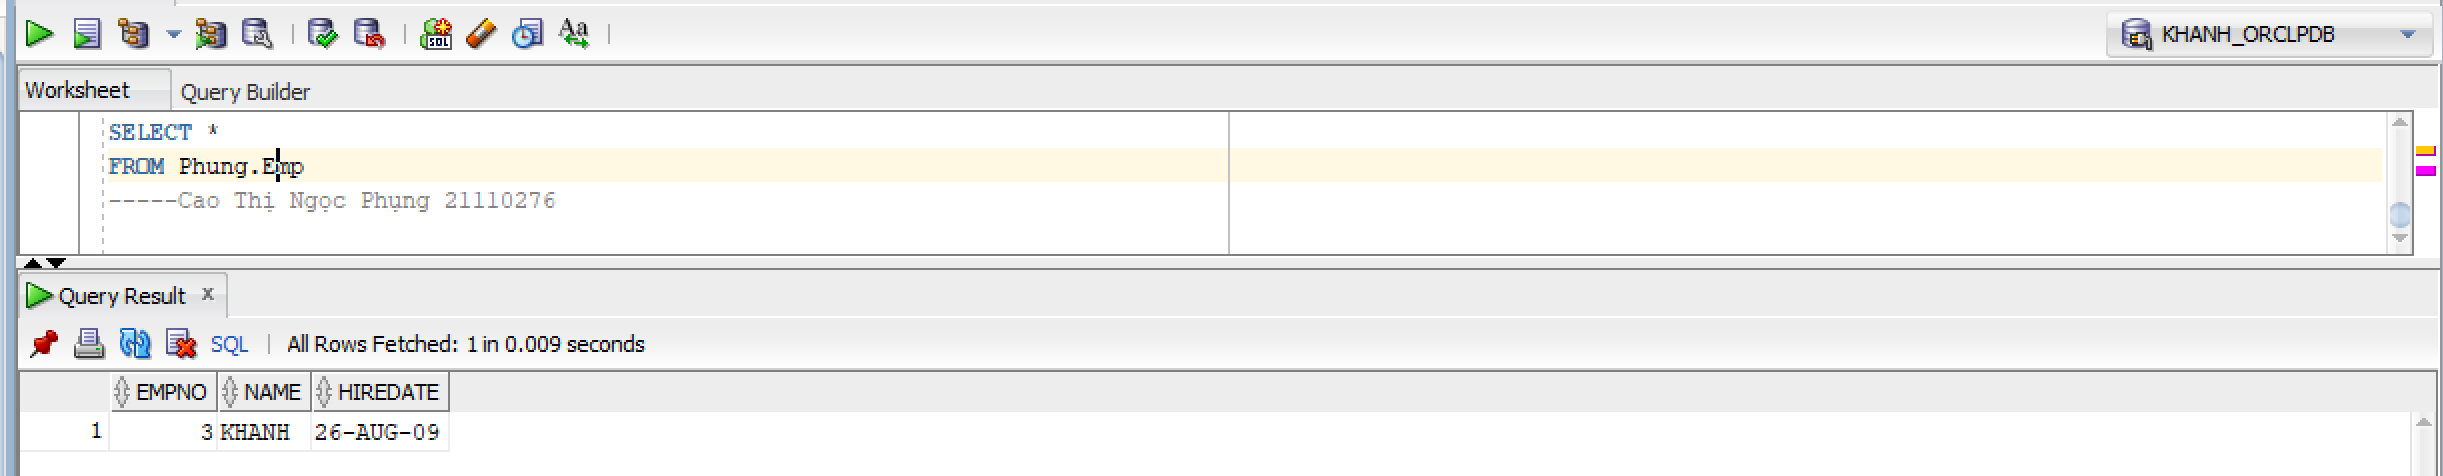 KHANH_ORCLPDB
Worksheet Query Builder
SELECT *
FROM Phung.Emp
-----Cao Thị Ngọc Phụng 21110276
Query Result x
SQL All Rows Fetched: 1 in 0.009 seconds
EMPNO NAME HIREDATE
1 3 KHANH 26-AUG-09